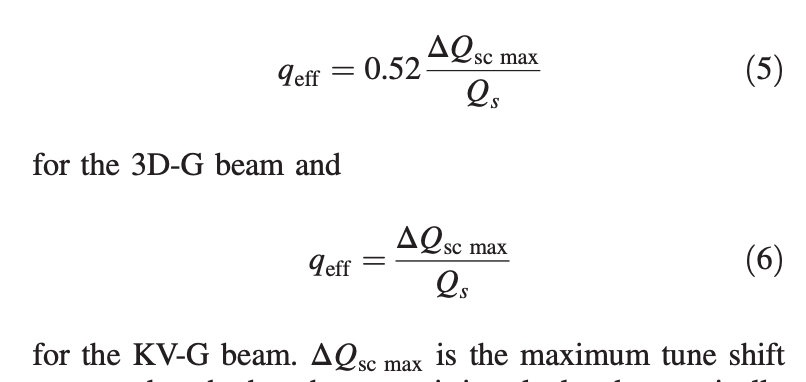 q_eff = 0.52 ΔQ_sc max / Q_s (5)
for the 3D-G beam and
q_eff = ΔQ_sc max / Q_s (6)
for the KV-G beam. ΔQ_sc max is the maximum tune shift